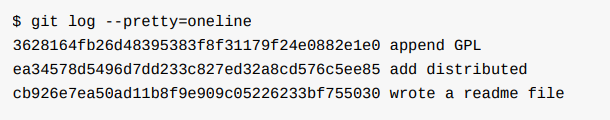 $ git log --pretty=oneline
3628164fb26d48395383f8f31179f24e0882e1e0 append GPL
ea34578d5496d7dd233c827ed32a8cd576c5ee85 add distributed
cb926e7ea50ad11b8f9e909c05226233bf755030 wrote a readme file